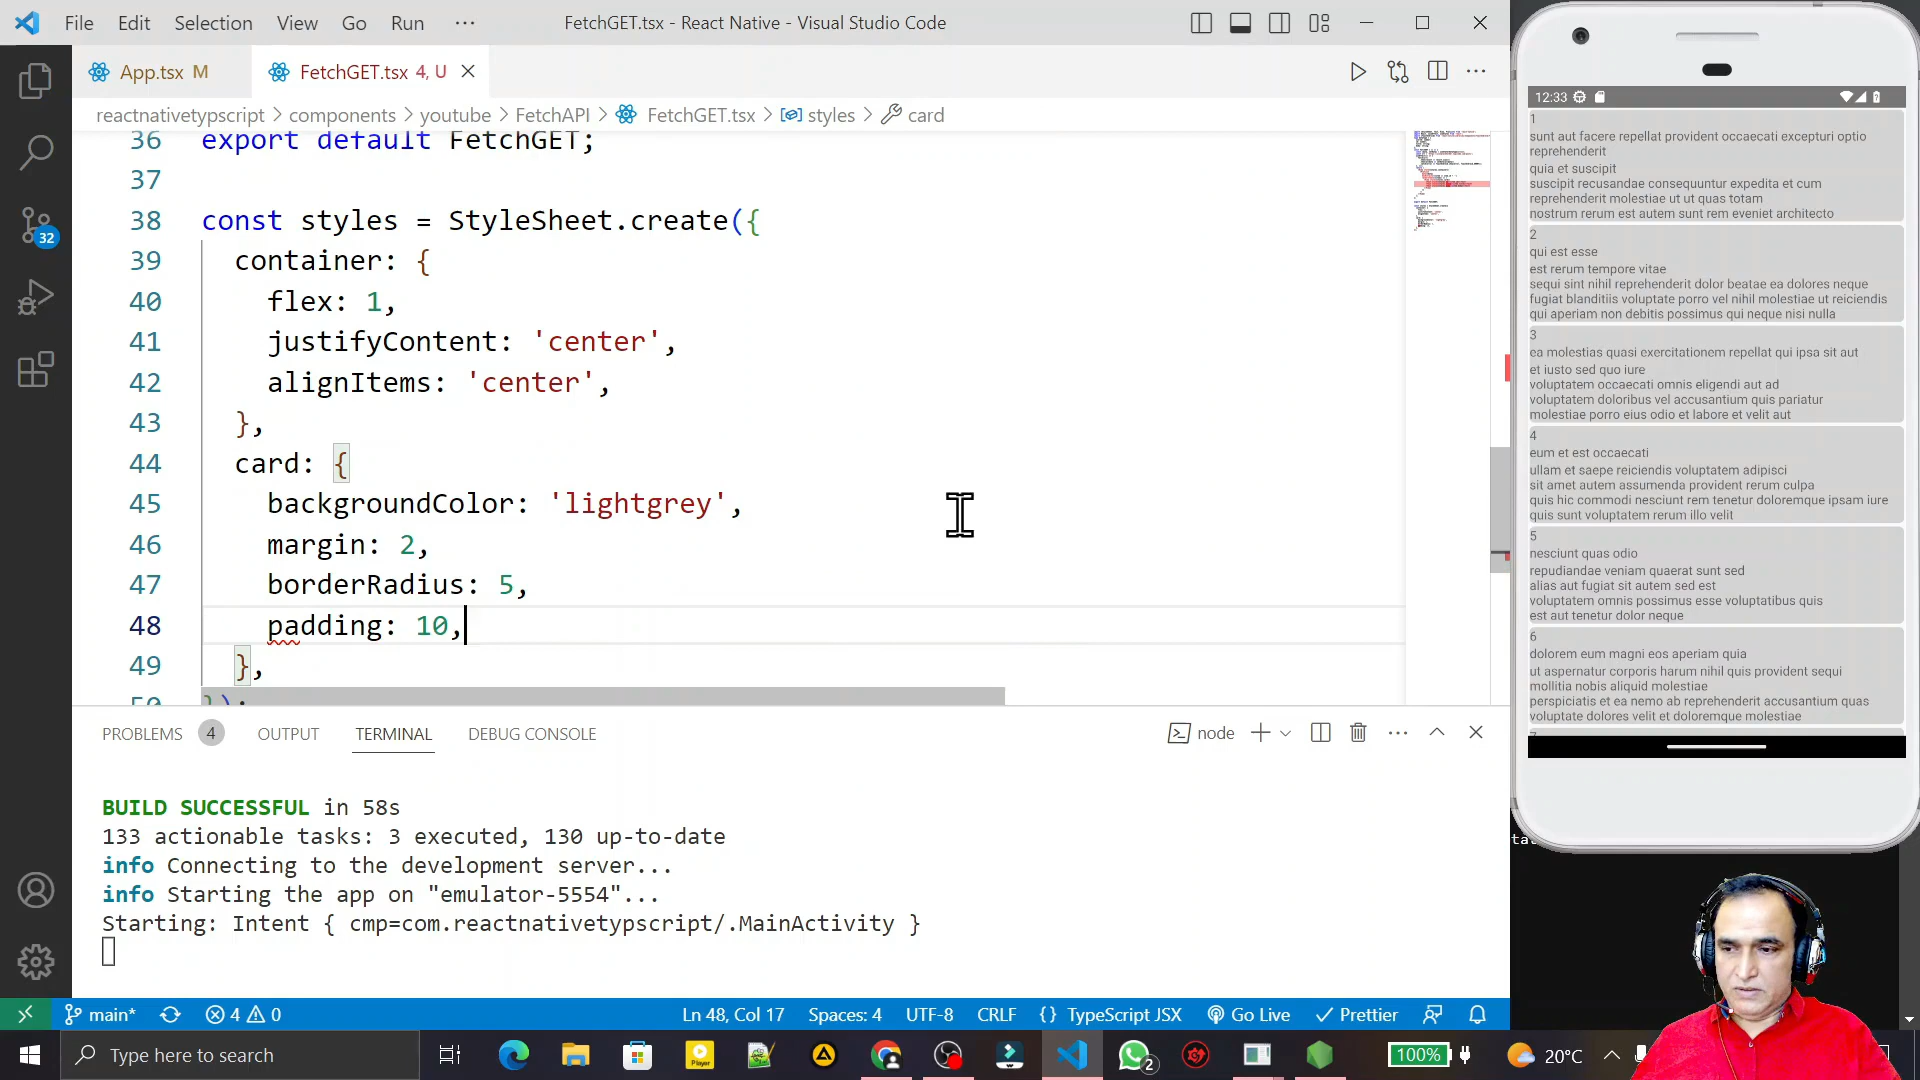 File Edit Selection View Go Run ··· FetchGET.tsx - React Native - Visual Studio Code
App.tsx M FetchGET.tsx 4, U
reactnativetypscript > components > youtube > FetchAPI > FetchGET.tsx > styles > card
36 export default FetchGET;
37
38 const styles = StyleSheet.create({
39 container: {
40 flex: 1,
41 justifyContent: 'center',
42 alignItems: 'center',
43 },
44 card: {
45 backgroundColor: 'lightgrey',
46 margin: 2,
47 borderRadius: 5,
48 padding: 10,
49 },
50 });
PROBLEMS 4 OUTPUT TERMINAL DEBUG CONSOLE node
BUILD SUCCESSFUL in 58s
133 actionable tasks: 3 executed, 130 up-to-date
info Connecting to the development server...
info Starting the app on "emulator-5554"...
Starting: Intent { cmp=com.reactnativetypscript/.MainActivity }
32
main* 4 0 Ln 48, Col 17 Spaces: 4 UTF-8 CRLF {} TypeScript JSX Go Live Prettier
Type here to search Player 2 100% 20°C
12:33
1
sunt aut facere repellat provident occaecati excepturi optio
reprehenderit
quia et suscipit
suscipit recusandae consequuntur expedita et cum
reprehenderit molestiae ut ut quas totam
nostrum rerum est autem sunt rem eveniet architecto
2
qui est esse
est rerum tempore vitae
sequi sint nihil reprehenderit dolor beatae ea dolores neque
fugiat blanditiis voluptate porro vel nihil molestiae ut reiciendis
qui aperiam non debitis possimus qui neque nisi nulla
3
ea molestias quasi exercitationem repellat qui ipsa sit aut
et iusto sed quo iure
voluptatem occaecati omnis eligendi aut ad
voluptatem doloribus vel accusantium quis pariatur
molestiae porro eius odio et labore et velit aut
4
eum et est occaecati
ullam et saepe reiciendis voluptatem adipisci
sit amet autem assumenda provident rerum culpa
quis hic commodi nesciunt rem tenetur doloremque ipsam iure
quis sunt voluptatem rerum illo velit
5
nesciunt quas odio
repudiandae veniam quaerat sunt sed
alias aut fugiat sit autem sed est
voluptatem omnis possimus esse voluptatibus quis
est aut tenetur dolor neque
6
dolorem eum magni eos aperiam quia
ut aspernatur corporis harum nihil quis provident sequi
mollitia nobis aliquid molestiae
perspiciatis et ea nemo ab reprehenderit accusantium quas
voluptate dolores velit et doloremque molestiae